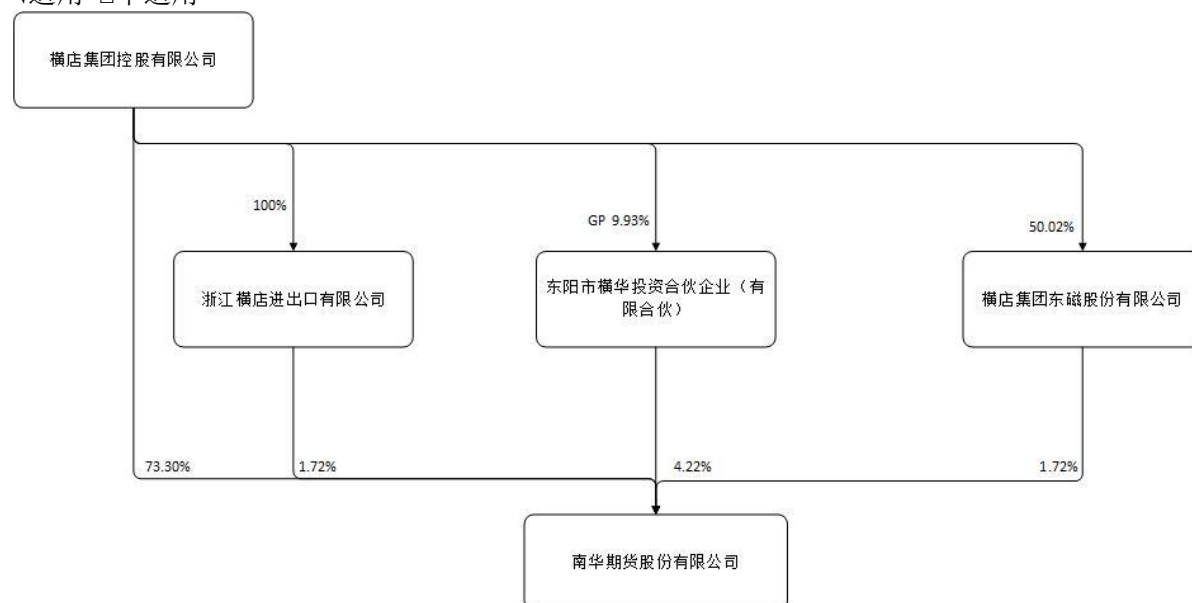 横店集团控股有限公司
100%
GP 9.93%
50.02%
浙江横店进出口有限公司
东阳市横华投资合伙企业（有
限合伙）
横店集团东磁股份有限公司
73.30%
1.72%
4.22%
1.72%
南华期货股份有限公司